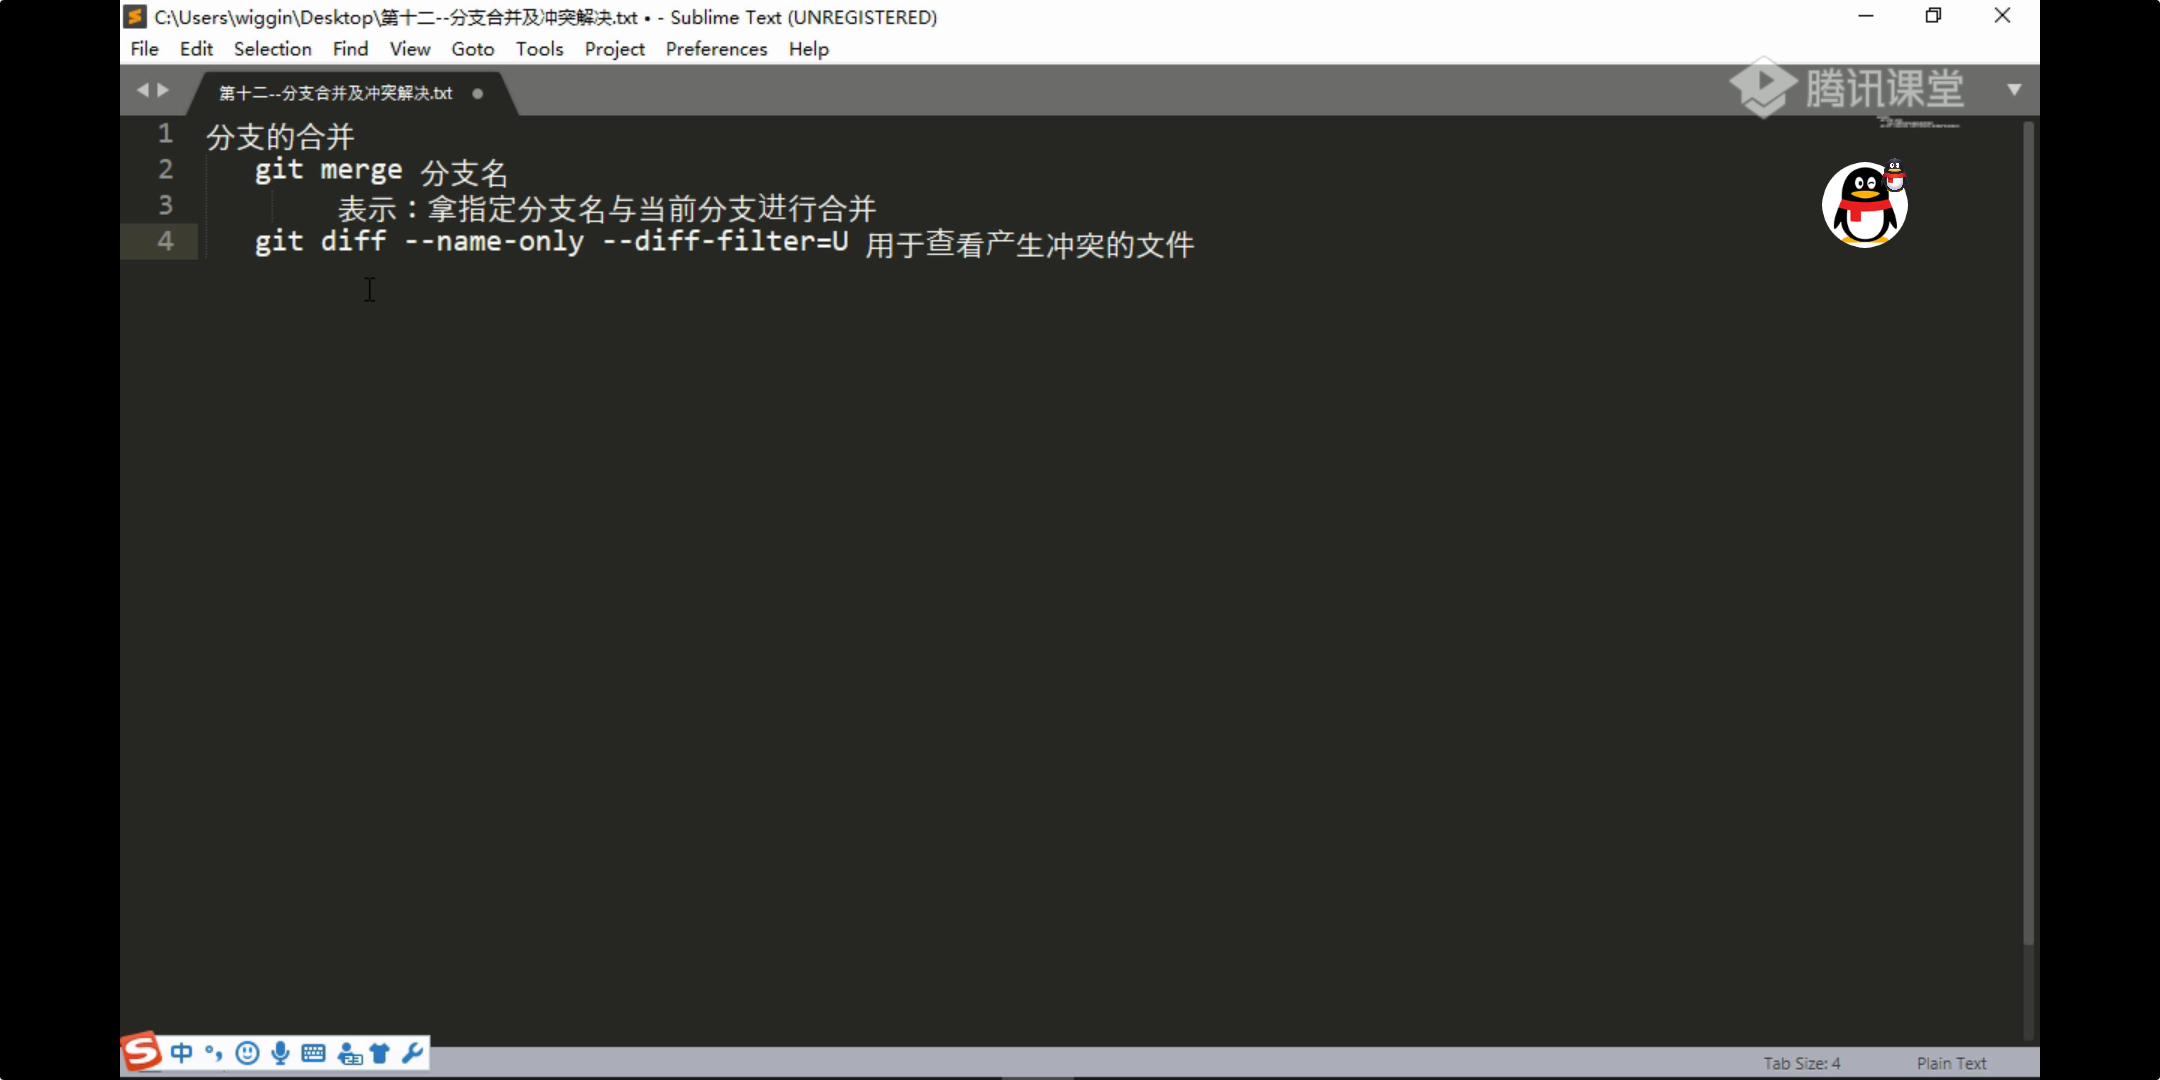 C:\Users\wiggin\Desktop\第十二--分支合并及冲突解决.txt • - Sublime Text (UNREGISTERED)
File Edit Selection Find View Goto Tools Project Preferences Help
第十二--分支合并及冲突解决.txt
腾讯课堂
1 分支的合并
2 git merge 分支名
3 表示：拿指定分支名与当前分支进行合并
4 git diff --name-only --diff-filter=U 用于查看产生冲突的文件
中
Tab Size: 4 Plain Text